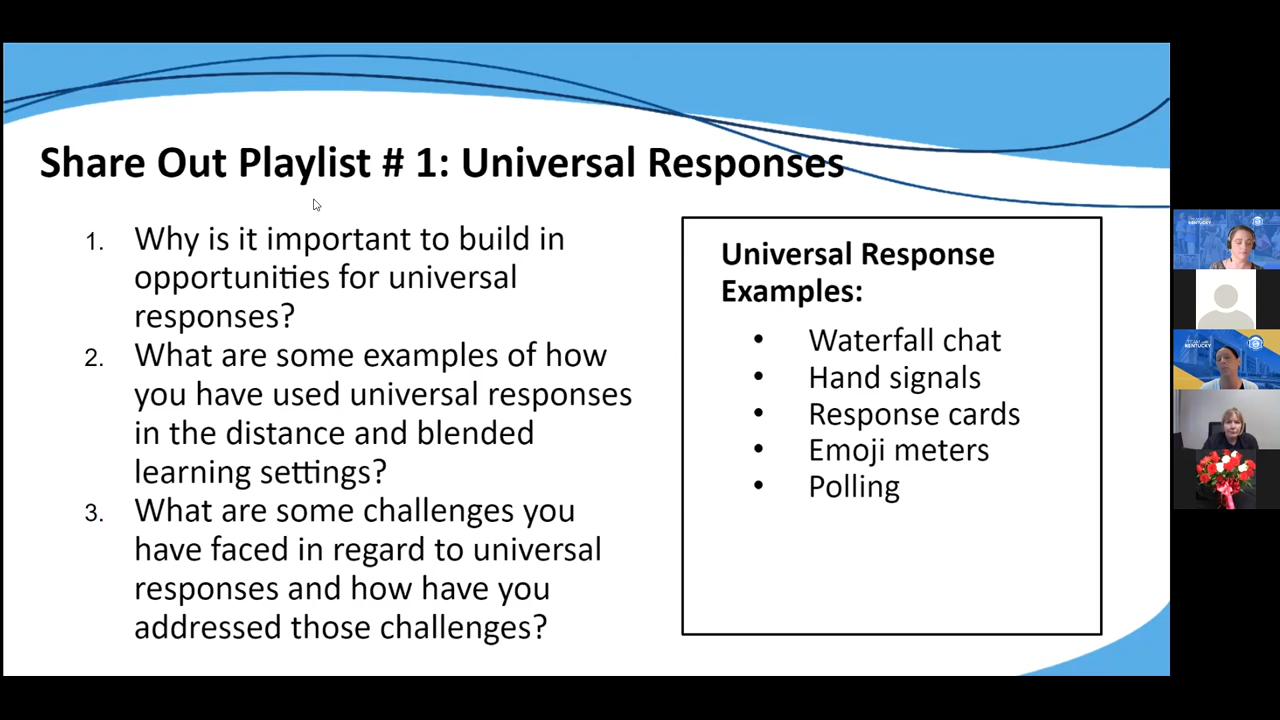 Share Out Playlist # 1: Universal Responses
1. Why is it important to build in
opportunities for universal
responses?
2. What are some examples of how
you have used universal responses
in the distance and blended
learning settings?
3. What are some challenges you
have faced in regard to universal
responses and how have you
addressed those challenges?
Universal Response
Examples:
• Waterfall chat
• Hand signals
• Response cards
• Emoji meters
• Polling
KENTUCKY
KENTUCKY